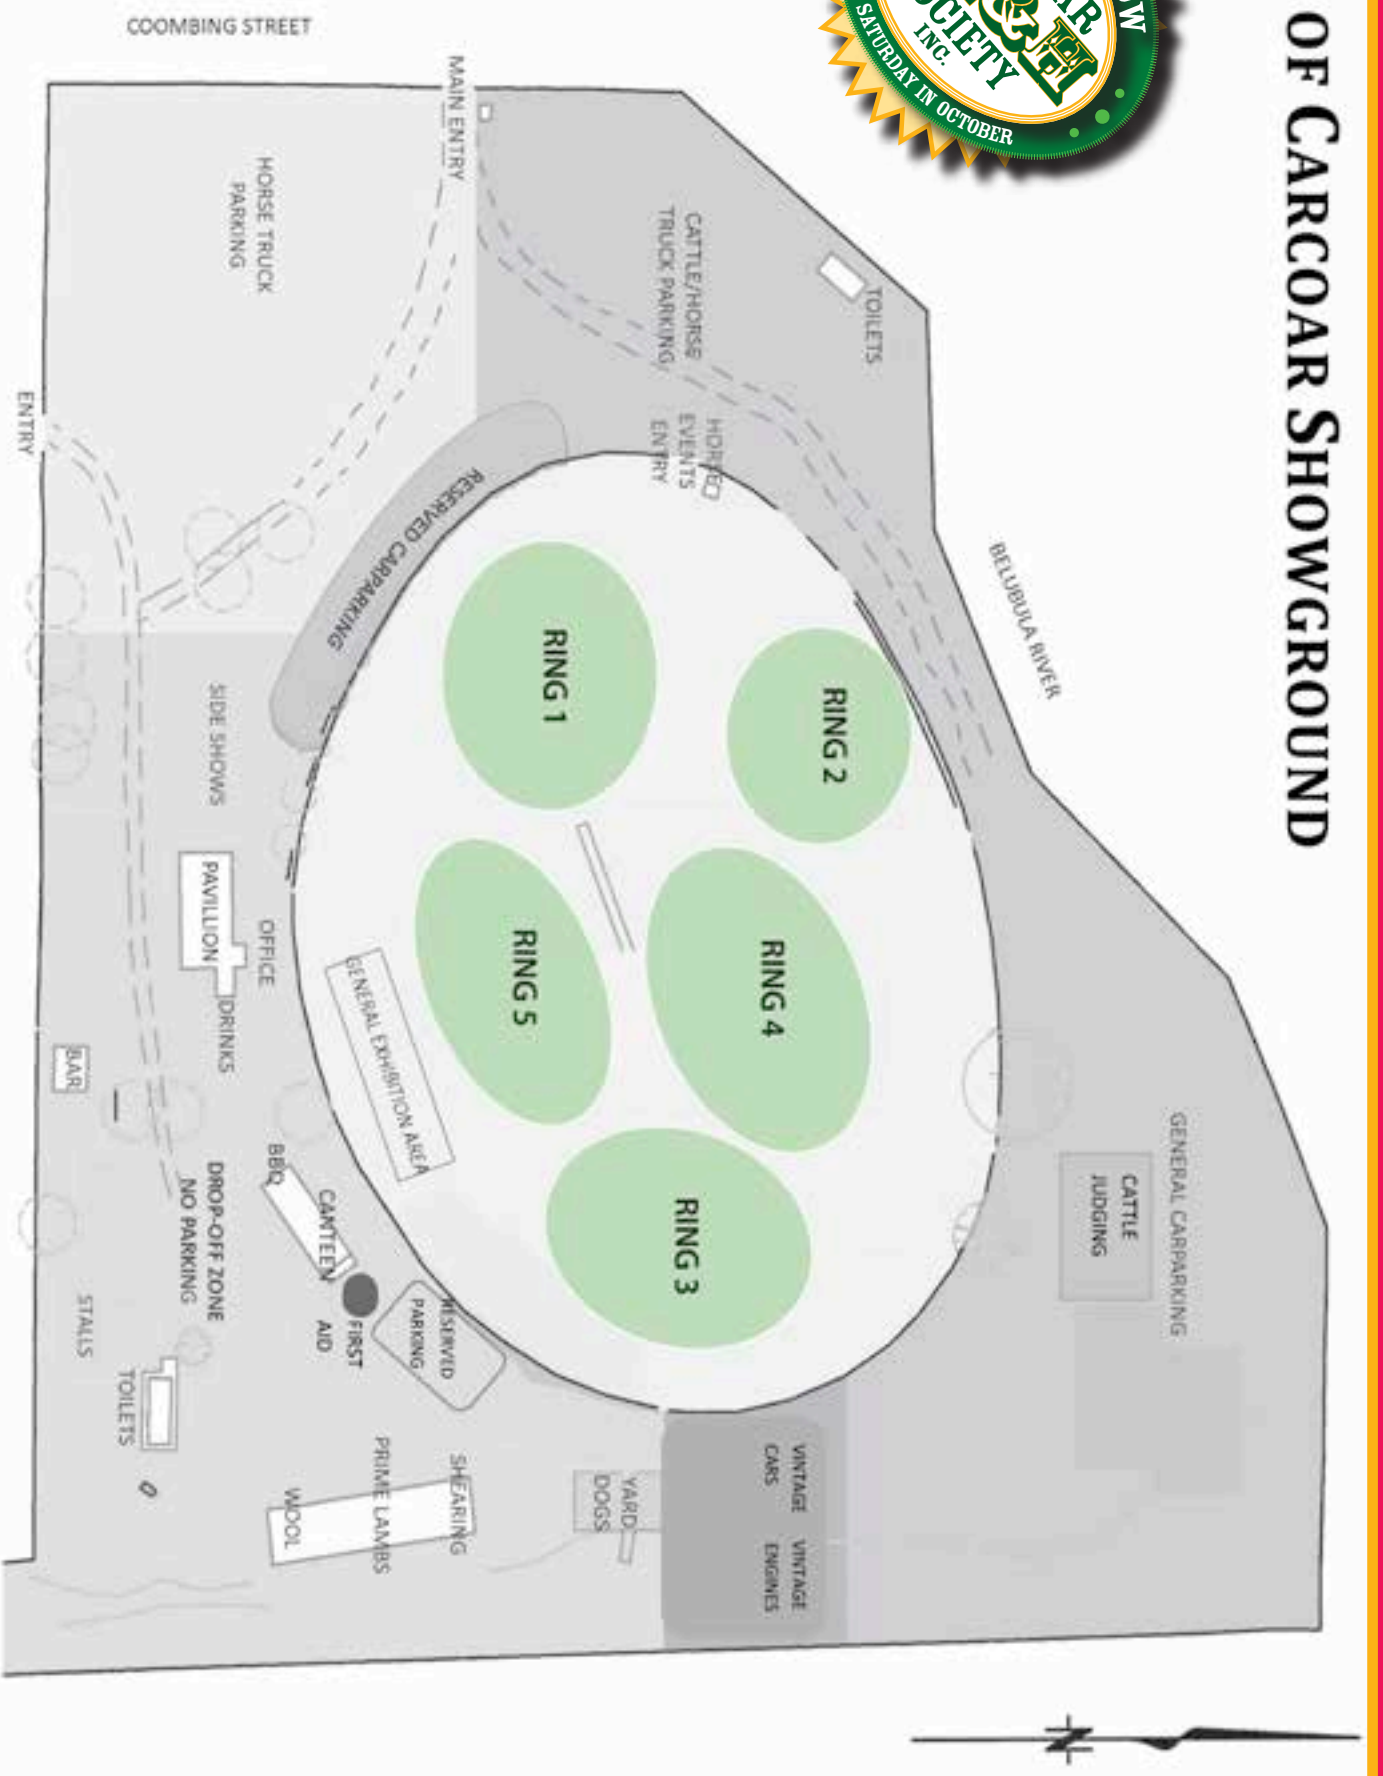 OF CARCOAR SHOWGROUND
OW
AR
&H
SOCIETY
INC.
SATURDAY IN OCTOBER
COOMBING STREET
MAIN ENTRY
HORSE TRUCK
PARKING
ENTRY
CATTLE/HORSE
TRUCK PARKING
TOILETS
HORSE
EVENTS
ENTRY
BELUBULA RIVER
RESERVED CARPARKING
RING 1
RING 2
RING 4
RING 5
RING 3
SIDE SHOWS
PAVILLION
OFFICE
DRINKS
BAR
GENERAL EXHIBITION AREA
BBQ
CANTEEN
FIRST
AID
RESERVED
PARKING
DROP-OFF ZONE
NO PARKING
STALLS
TOILETS
CATTLE
JUDGING
GENERAL CARPARKING
VINTAGE
CARS
VINTAGE
ENGINES
YARD
DOGS
SHEARING
PRIME LAMBS
WOOL
N